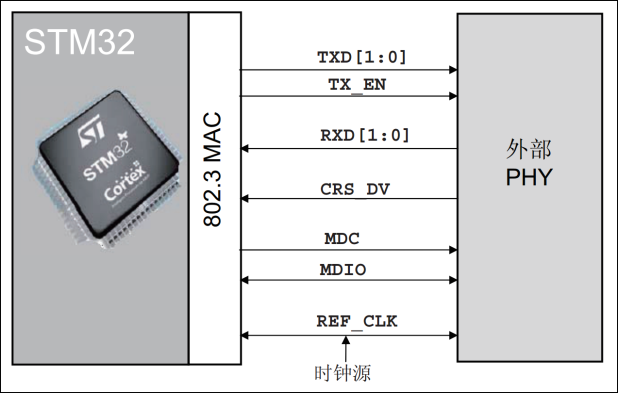 STM32
ST
STM32
Cortex
802.3 MAC
TXD[1:0]
TX_EN
RXD[1:0]
CRS_DV
MDC
MDIO
REF_CLK
时钟源
外部
PHY